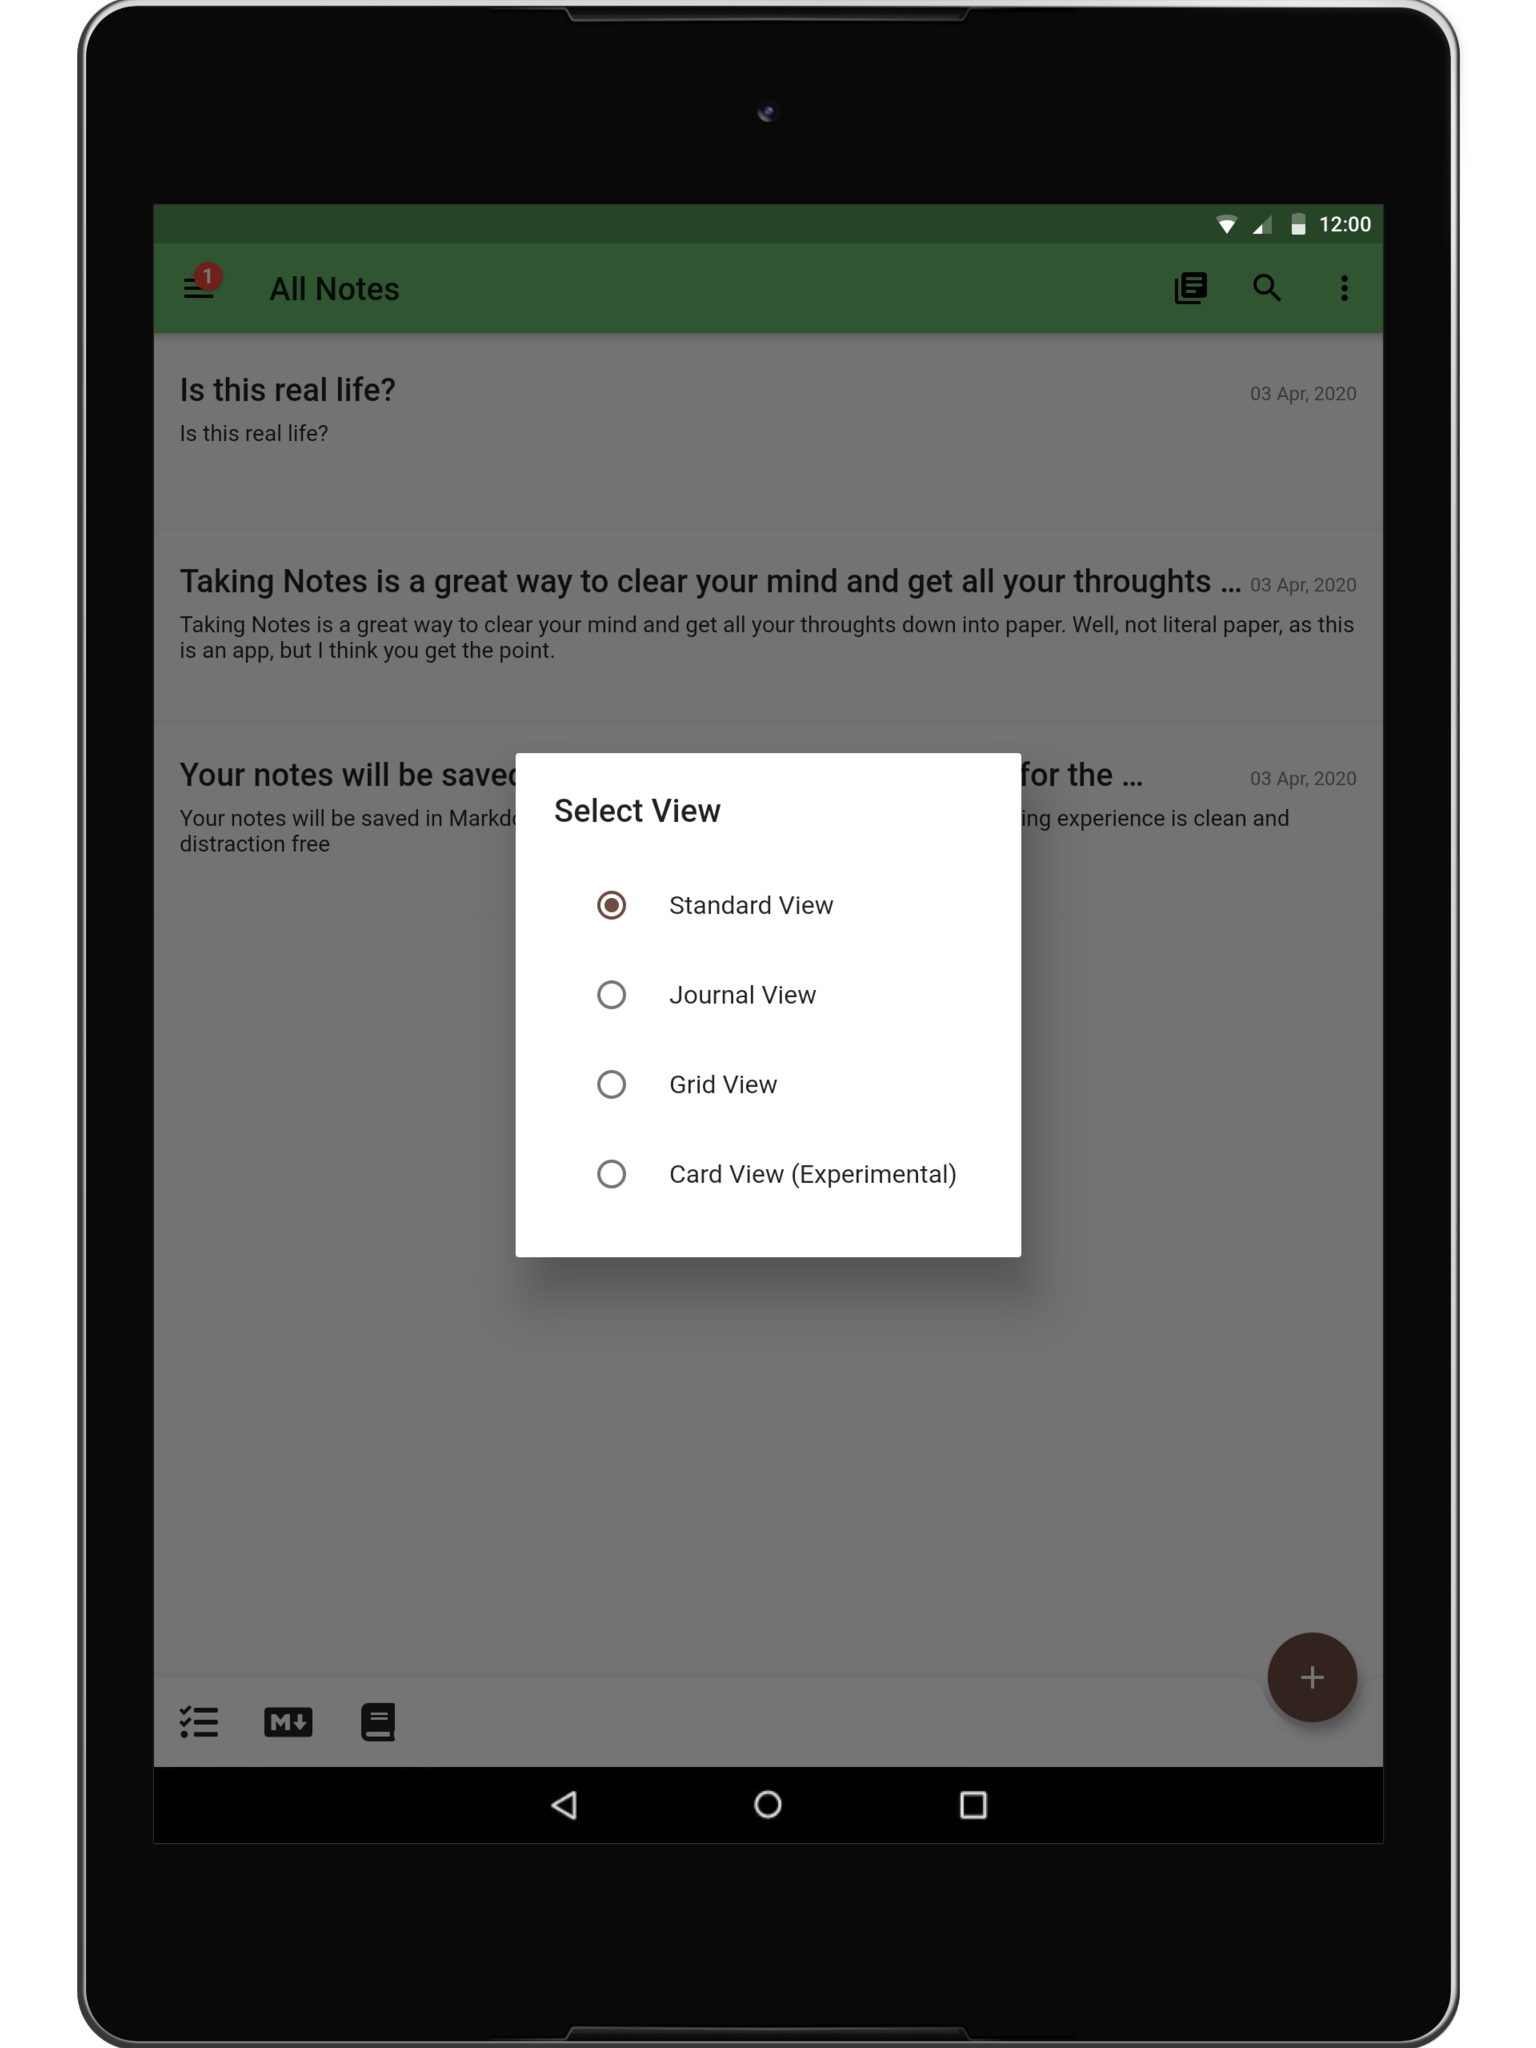 12:00
1
All Notes
Is this real life?
03 Apr, 2020
Is this real life?
Taking Notes is a great way to clear your mind and get all your throughts ...
03 Apr, 2020
Taking Notes is a great way to clear your mind and get all your throughts down into paper. Well, not literal paper, as this
is an app, but I think you get the point.
Your notes will be saved for the ...
03 Apr, 2020
Your notes will be saved in ing experience is clean and
distraction free
Select View
Standard View
Journal View
Grid View
Card View (Experimental)
M